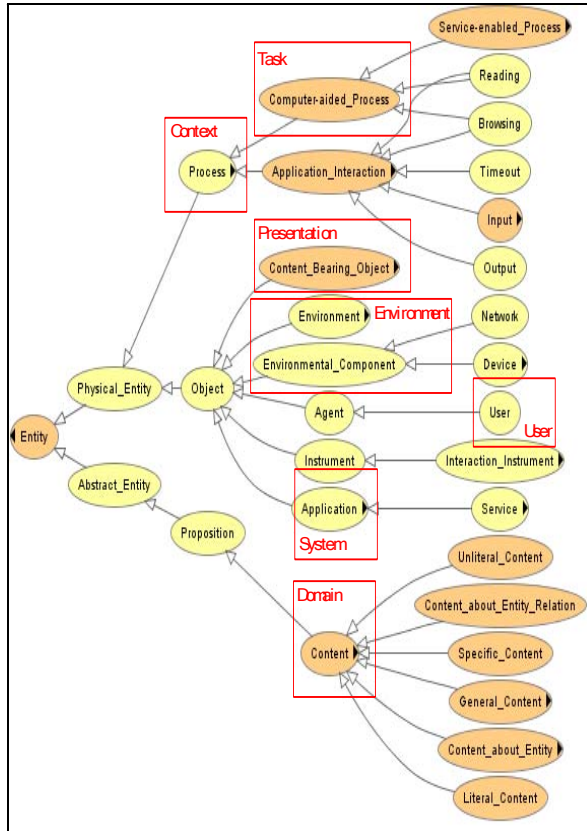 Service-enabled_Process
Task
Reading
Computer-aided_Process
Browsing
Context
Process
Application_Interaction
Timeout
Input
Presentation
Content_Bearing_Object
Output
Environment
Environment
Network
Environmental_Component
Device
Physical_Entity
Object
Agent
User
User
Entity
Instrument
Interaction_Instrument
Abstract_Entity
Application
Service
Proposition
System
Unliteral_Content
Domain
Content_about_Entity_Relation
Content
Specific_Content
General_Content
Content_about_Entity
Literal_Content